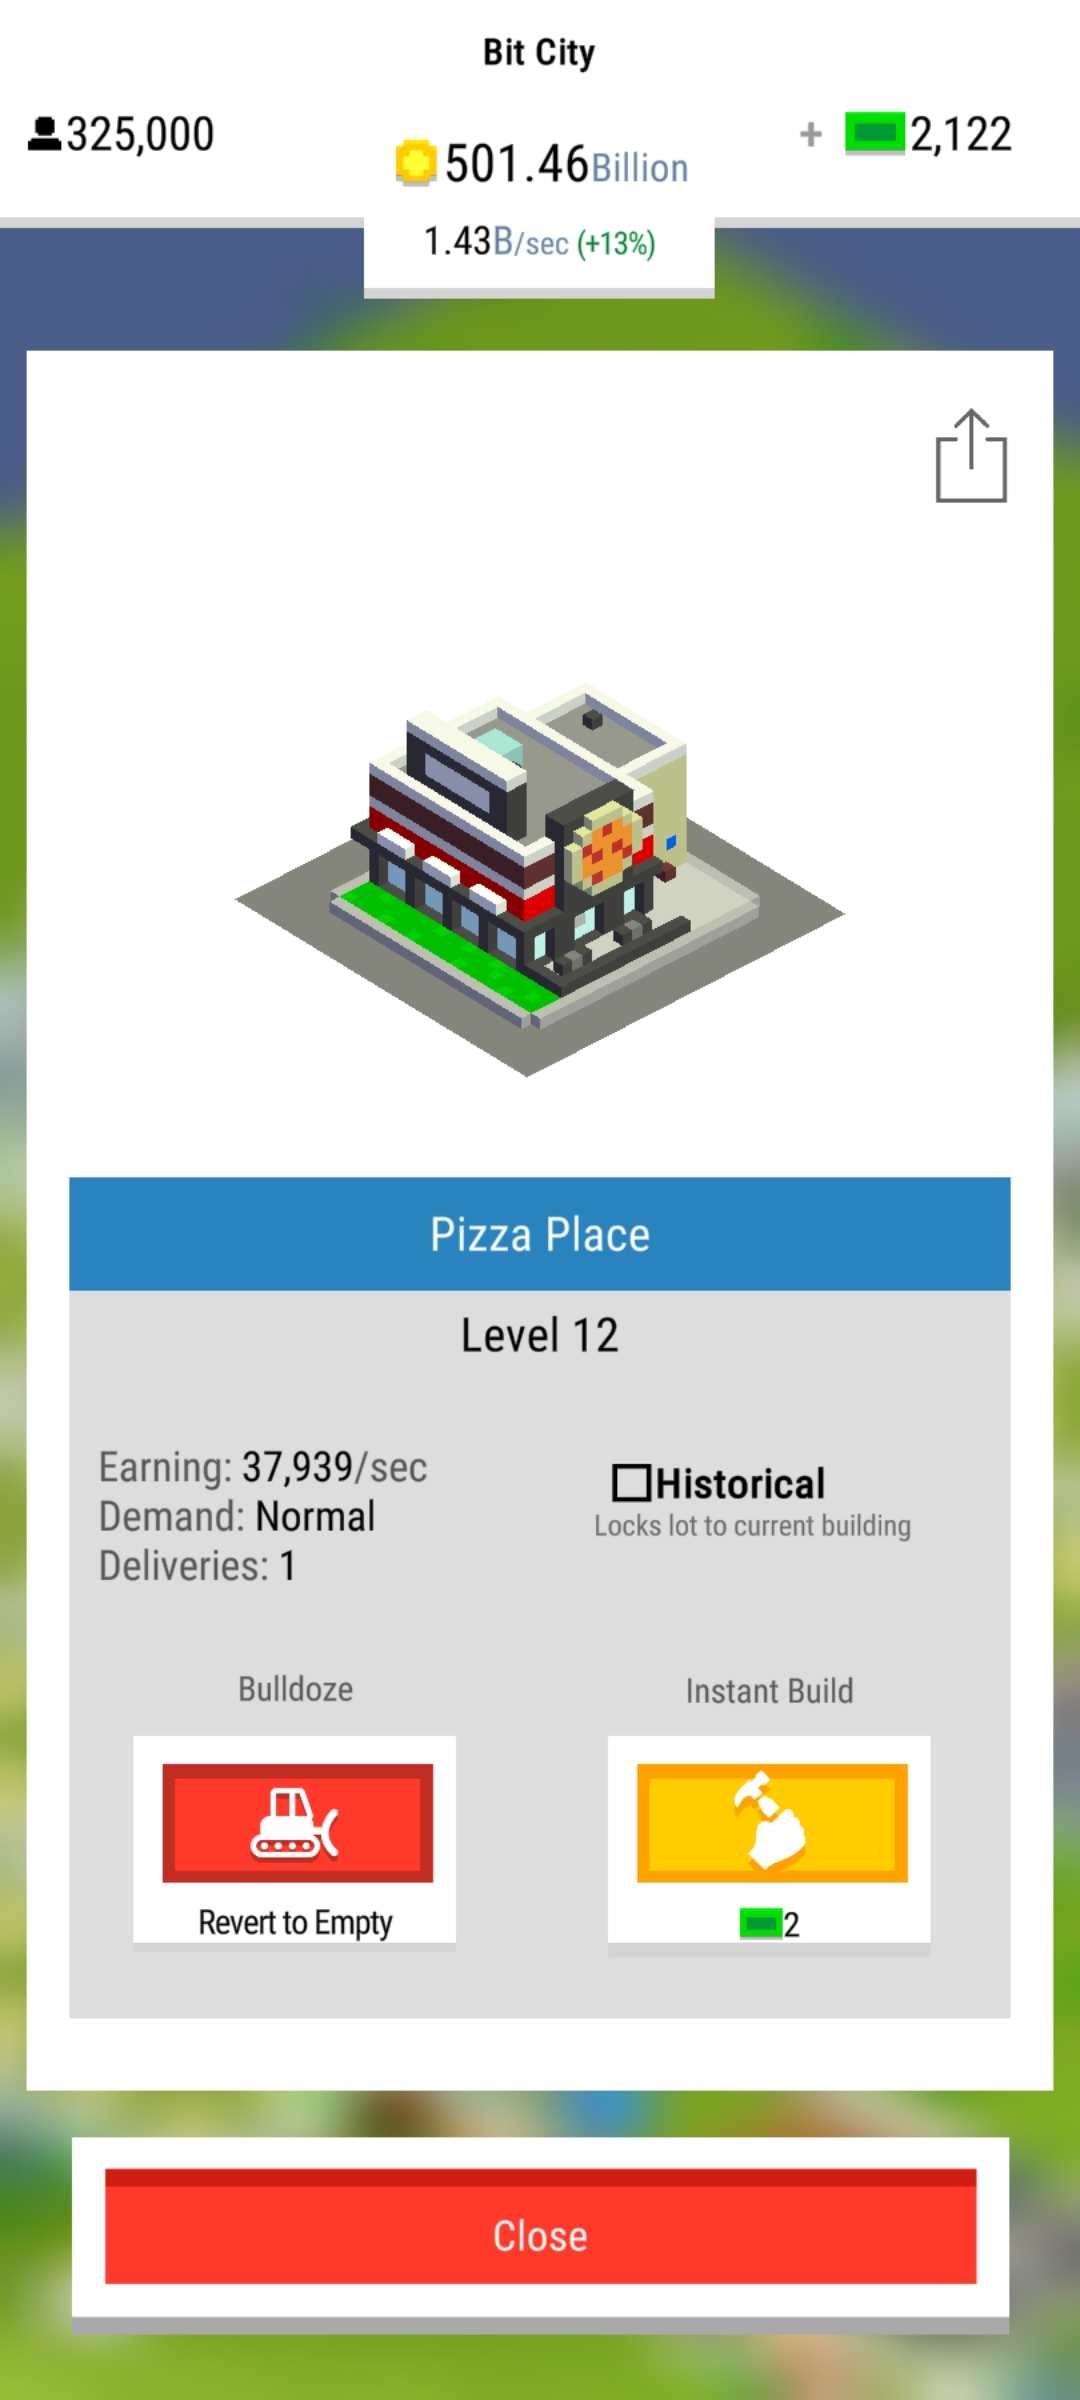 Bit City
325,000
501.46Billion
+ 2,122
1.43B/sec (+13%)
Pizza Place
Level 12
Earning: 37,939/sec
Demand: Normal
Deliveries: 1
Historical
Locks lot to current building
Bulldoze
Instant Build
Revert to Empty
2
Close